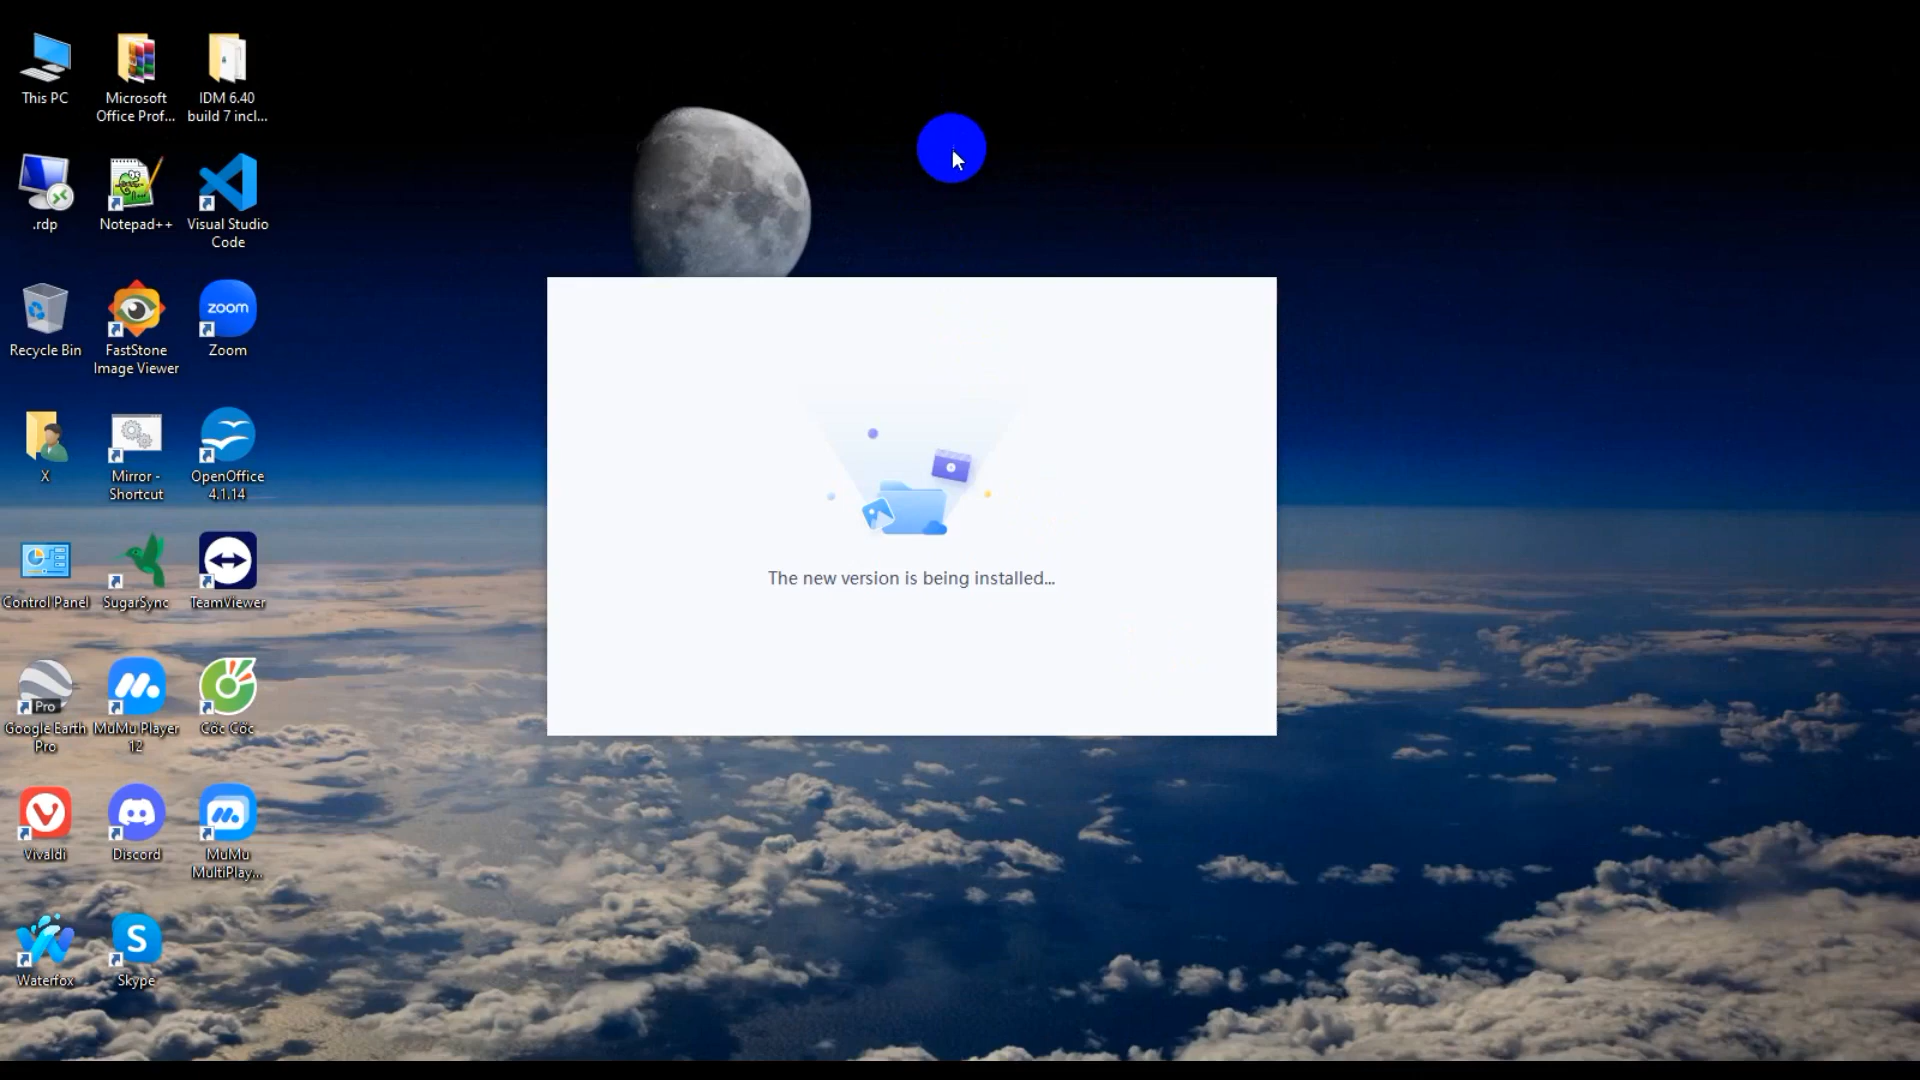 This PC
Microsoft
Office Prof...
IDM 6.40
build 7 incl...
.rdp
Notepad++
Visual Studio
Code
Recycle Bin
FastStone
Image Viewer
zoom
Zoom
X
Mirror -
Shortcut
OpenOffice
4.1.14
Control Panel
SugarSync
TeamViewer
Pro
Google Earth
Pro
MuMu Player
12
Cốc Cốc
Vivaldi
Discord
MuMu
MultiPlay...
Waterfox
S
Skype
The new version is being installed...